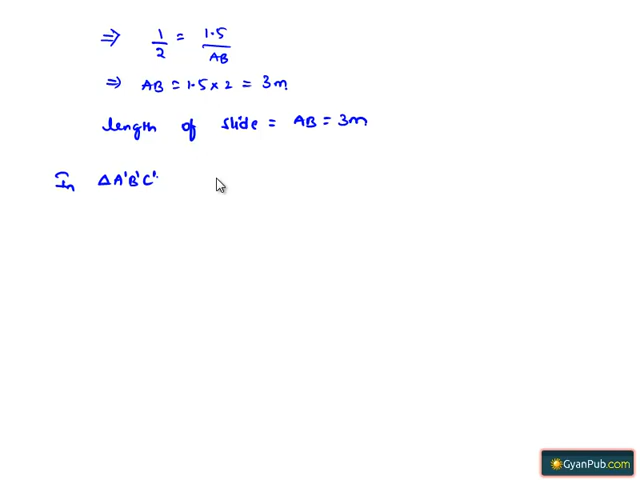 ⇒ 1/2 = 1.5/AB
⇒ AB = 1.5 × 2 = 3m
length of slide = AB = 3m
In ΔA'B'C'
GyanPub.com